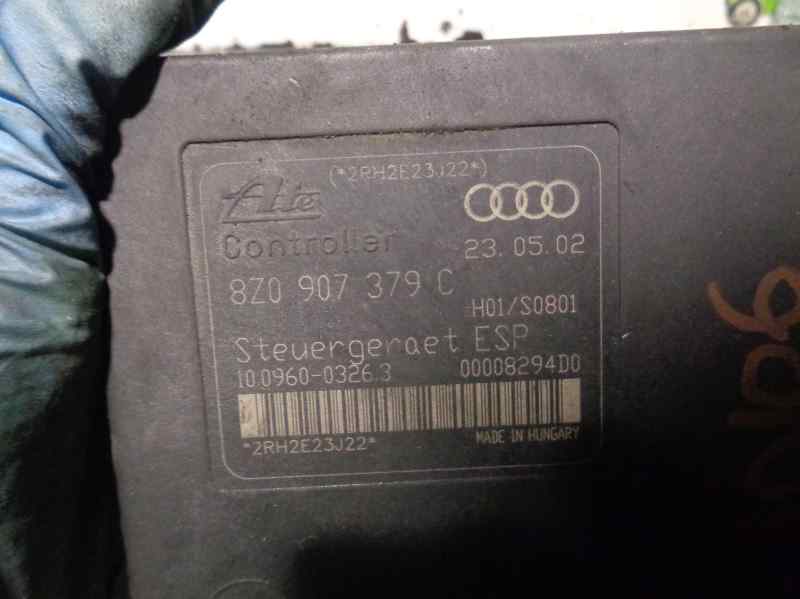 (*2RH2E23J22*)
Ate
Controller 23.05.02
8Z0 907 379 C
H01/S0801
Steuergeraet ESP
10.0960-0326.3 00008294D0
*2RH2E23J22*
MADE IN HUNGARY